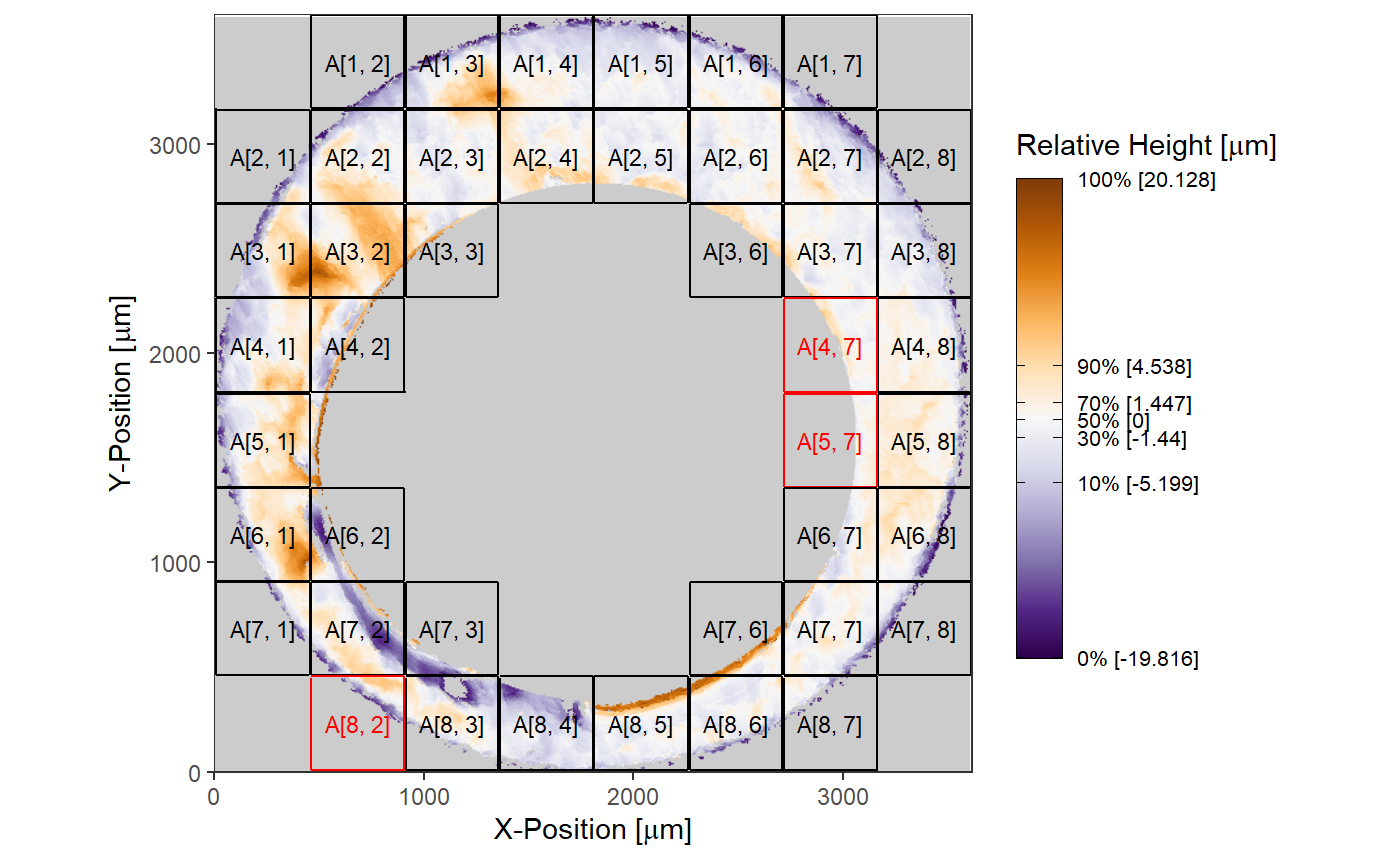 A[1, 2] A[1, 3] A[1, 4] A[1, 5] A[1, 6] A[1, 7]
A[2, 1] A[2, 2] A[2, 3] A[2, 4] A[2, 5] A[2, 6] A[2, 7] A[2, 8]
A[3, 1] A[3, 2] A[3, 3] A[3, 6] A[3, 7] A[3, 8]
A[4, 1] A[4, 2] A[4, 7] A[4, 8]
A[5, 1] A[5, 7] A[5, 8]
A[6, 1] A[6, 2] A[6, 7] A[6, 8]
A[7, 1] A[7, 2] A[7, 3] A[7, 6] A[7, 7] A[7, 8]
A[8, 2] A[8, 3] A[8, 4] A[8, 5] A[8, 6] A[8, 7]
3000
2000
1000
0
0 1000 2000 3000
X-Position [μm]
Y-Position [μm]
Relative Height [μm]
100% [20.128]
90% [4.538]
70% [1.447]
50% [0]
30% [-1.44]
10% [-5.199]
0% [-19.816]